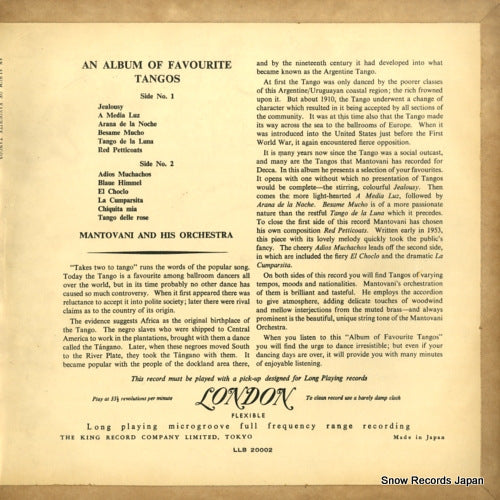 AN ALBUM OF FAVOURITE
TANGOS
Side No. 1
Jealousy
A Media Luz
Arana de la Noche
Besame Mucho
Tango de la Luna
Red Petticoats
Side No. 2
Adios Muchachos
Blaue Himmel
El Choclo
La Cumparsita
Chiquita mia
Tango delle rose
MANTOVANI AND HIS ORCHESTRA
"Takes two to tango" runs the words of the popular song.
Today the Tango is a favourite among ballroom dancers all
over the world, but in its time probably no other dance has
caused so much controversy. When it first appeared there was
reluctance to accept it into polite society; later there were rival
claims as to the country of its origin.
The evidence suggests Africa as the original birthplace of
the Tango. The negro slaves who were shipped to Central
America to work in the plantations, brought with them a dance
called the Tángano. Later, when these negroes moved South
to the River Plate, they took the Tángano with them. It
became popular with the people of the dockland area there,
and by the nineteenth century it had developed into what
became known as the Argentine Tango.
At first the Tango was only danced by the poorer classes
of this Argentine/Uruguayan coastal region; the rich frowned
upon it. But about 1910, the Tango underwent a change of
character which resulted in it being accepted by all sections of
the community. It was at this time also that the Tango made
its way across the sea to the ballrooms of Europe. When it
was introduced into the United States just before the First
World War, it again encountered fierce opposition.
It is many years now since the Tango was a social outcast,
and many are the Tangos that Mantovani has recorded for
Decca. In this album he presents a selection of your favourites.
It opens with one without which no presentation of Tangos
would be complete—the stirring, colourful Jealousy. Then
comes the more light-hearted A Media Luz, followed by
Arana de la Noche. Besame Mucho is of a more passionate
nature than the restful Tango de la Luna which it precedes.
To close the first side of this record Mantovani has chosen
his own composition Red Petticoats. Written early in 1953,
this piece with its lovely melody quickly took the public's
fancy. The cheery Adios Muchachos leads off the second side,
in which are included the fiery El Choclo and the dramatic La
Cumparsita.
On both sides of this record you will find Tangos of varying
tempos, moods and nationalities. Mantovani's orchestration
of them is brilliant and tasteful. He employs the accordion
to give atmosphere, adding delicate touches of woodwind
and mellow interjections from the muted brass—and always
prominent is the beautiful, unique string tone of the Mantovani
Orchestra.
When you listen to this "Album of Favourite Tangos"
you will find the urge to dance irresistible; but even if your
dancing days are over, it will provide you with many minutes
of enjoyable listening.
This record must be played with a pick-up designed for Long Playing records
Play at 33⅓ revolutions per minute LONDON To clean record use a barely damp cloth
FLEXIBLE
Long playing microgroove full frequency range recording
THE KING RECORD COMPANY LIMITED, TOKYO Made in Japan
LLB 20002
Snow Records Japan